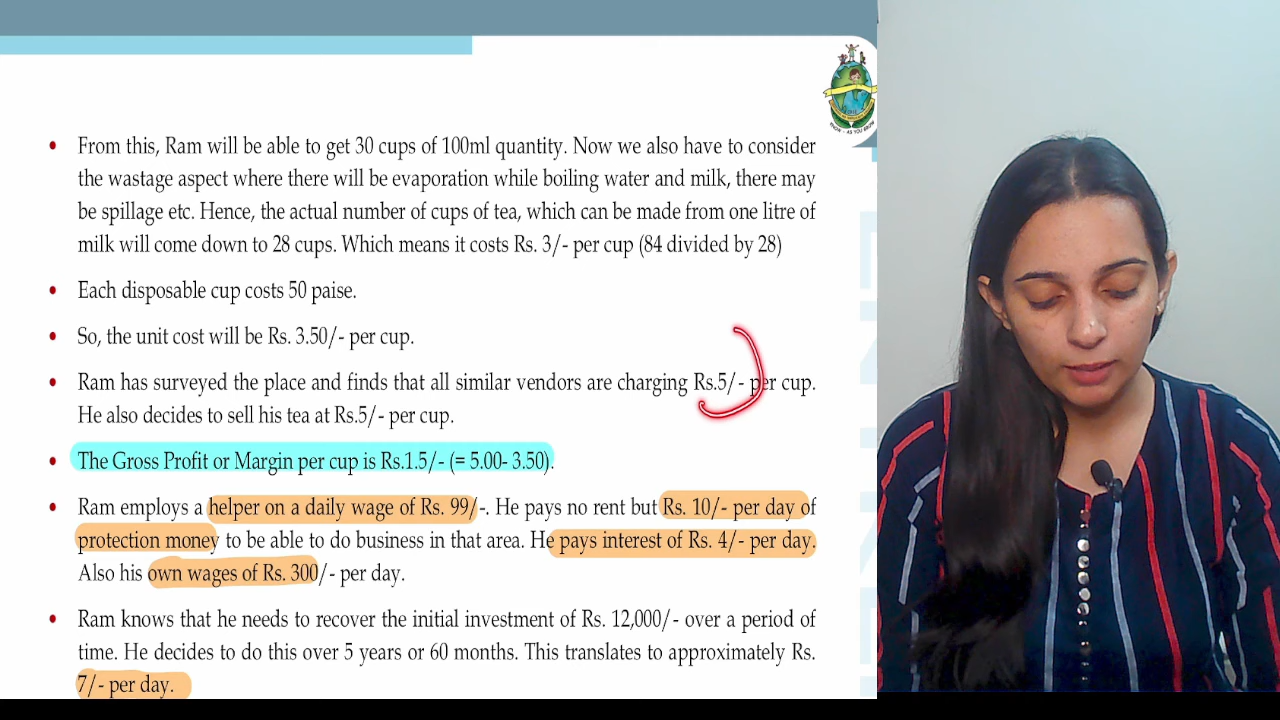 • From this, Ram will be able to get 30 cups of 100ml quantity. Now we also have to consider
the wastage aspect where there will be evaporation while boiling water and milk, there may
be spillage etc. Hence, the actual number of cups of tea, which can be made from one litre of
milk will come down to 28 cups. Which means it costs Rs. 3/- per cup (84 divided by 28)
• Each disposable cup costs 50 paise.
• So, the unit cost will be Rs. 3.50/- per cup.
• Ram has surveyed the place and finds that all similar vendors are charging Rs.5/- per cup.
He also decides to sell his tea at Rs.5/- per cup.
• The Gross Profit or Margin per cup is Rs.1.5/- (= 5.00- 3.50).
• Ram employs a helper on a daily wage of Rs. 99/-. He pays no rent but Rs. 10/- per day of
protection money to be able to do business in that area. He pays interest of Rs. 4/- per day.
Also his own wages of Rs. 300/- per day.
• Ram knows that he needs to recover the initial investment of Rs. 12,000/- over a period of
time. He decides to do this over 5 years or 60 months. This translates to approximately Rs.
7/- per day.